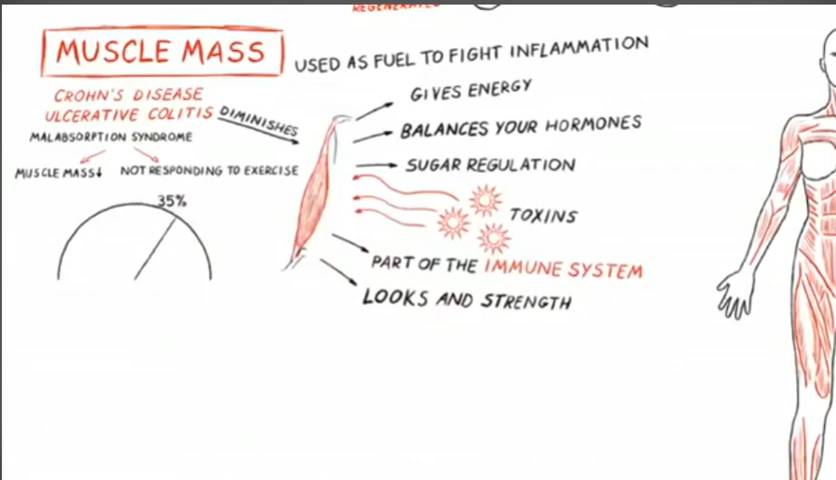 REGENERATED
MUSCLE MASS
USED AS FUEL TO FIGHT INFLAMMATION
CROHN'S DISEASE
ULCERATIVE COLITIS
DIMINISHES
MALABSORPTION SYNDROME
MUSCLE MASS↓
NOT RESPONDING TO EXERCISE
35%
GIVES ENERGY
BALANCES YOUR HORMONES
SUGAR REGULATION
TOXINS
PART OF THE IMMUNE SYSTEM
LOOKS AND STRENGTH